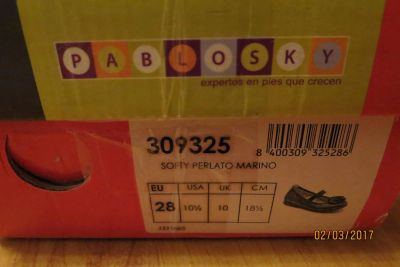 PABLOSKY
expertos en pies que crecen
309325
SOFTY PERLATO MARINO
8 400309 325286
EU USA UK CM
28 10½ 10 18½
02/03/2017